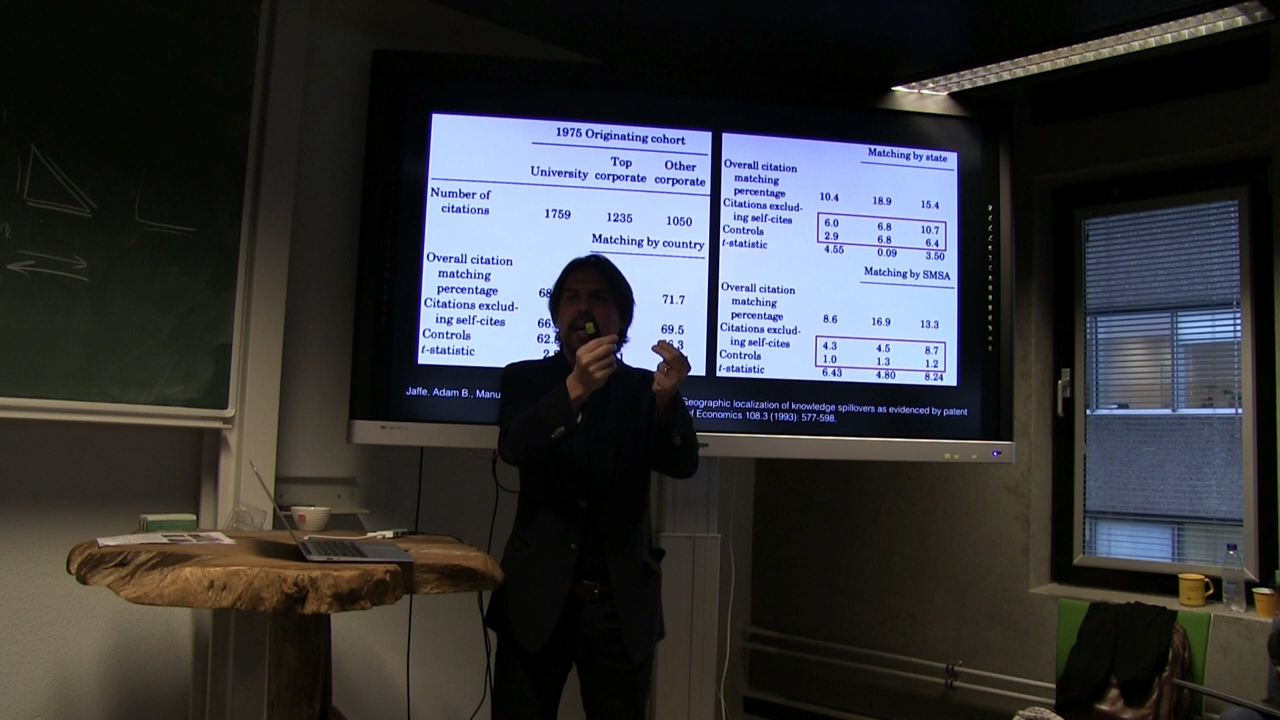 1975 Originating cohort
University Top corporate Other corporate
Number of
citations 1759 1235 1050
Matching by country
Overall citation
matching
percentage 68 71.7
Citations exclud-
ing self-cites 66. 69.5
Controls 62.8
t-statistic
Matching by state
Overall citation
matching
percentage 10.4 18.9 15.4
Citations exclud-
ing self-cites 6.0 6.8 10.7
Controls 2.9 6.8 6.4
t-statistic 4.55 0.09 3.50
Matching by SMSA
Overall citation
matching
percentage 8.6 16.9 13.3
Citations exclud-
ing self-cites 4.3 4.5 8.7
Controls 1.0 1.3 1.2
t-statistic 6.43 4.80 8.24
Jaffe, Adam B., Manu Geographic localization of knowledge spillovers as evidenced by patent
of Economics 108.3 (1993): 577-598.